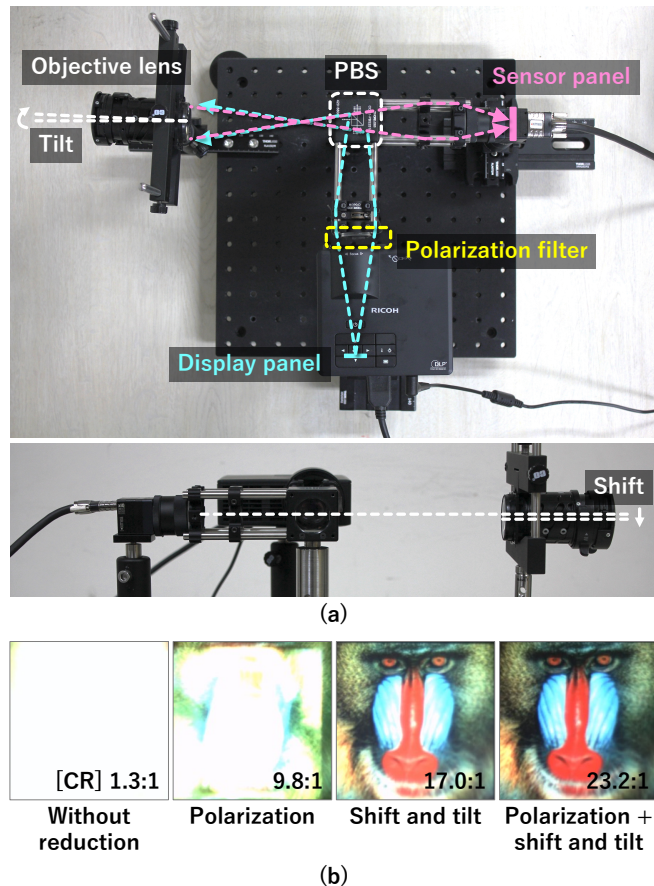 Objective lens
PBS
Sensor panel
Tilt
Polarization filter
RICOH
Display panel
DLP
Shift
(a)
[CR] 1.3:1
9.8:1
17.0:1
23.2:1
Without
reduction
Polarization
Shift and tilt
Polarization +
shift and tilt
(b)